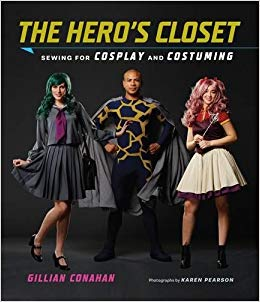 THE HERO'S CLOSET
SEWING FOR COSPLAY AND COSTUMING
GILLIAN CONAHAN
Photographs by KAREN PEARSON